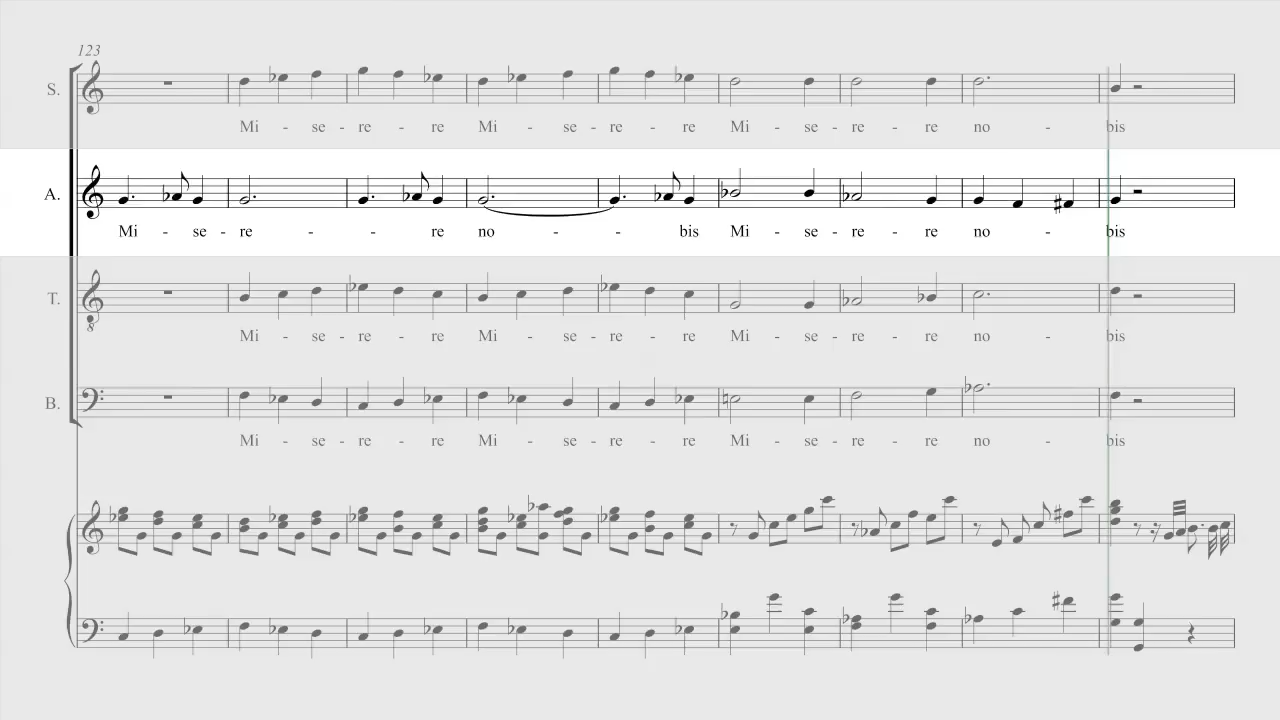 123
S.
Mi - se - re - re Mi - se - re - re Mi - se - re - re no - bis
A.
Mi - se - re - - re no - - bis Mi - se - re - re no - bis
T.
8
Mi - se - re - re Mi - se - re - re Mi - se - re - re no - bis
B.
Mi - se - re - re Mi - se - re - re Mi - se - re - re no - bis